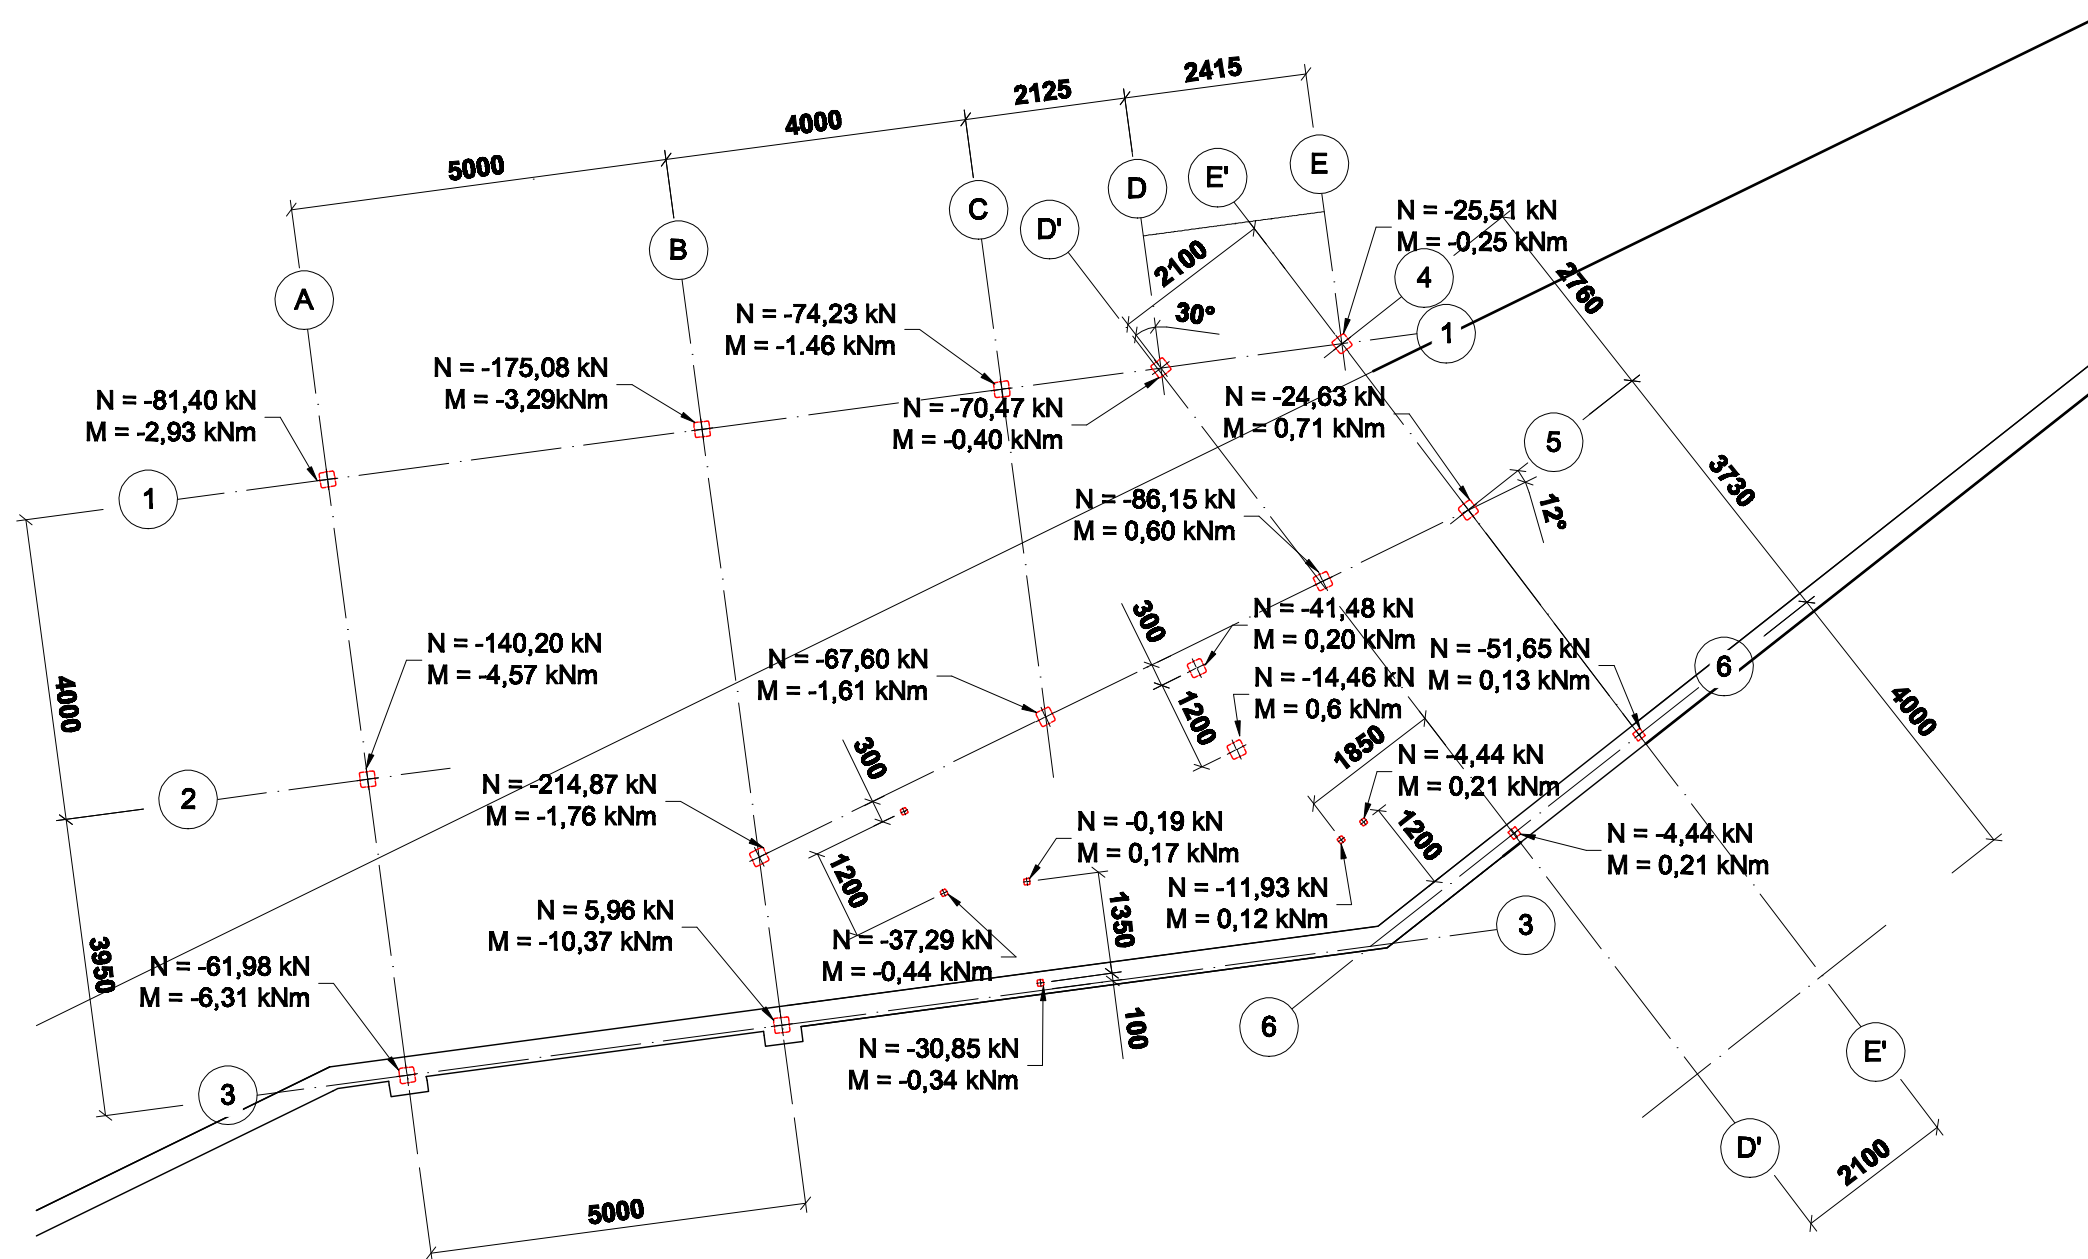 2415
2125
4000
5000
E
E'
D
C
D'
B
A
N = -25,51 kN
M = -0,25 kNm
2100
4
2760
30°
1
N = -74,23 kN
M = -1.46 kNm
N = -175,08 kN
M = -3,29kNm
N = -81,40 kN
M = -2,93 kNm
N = -70,47 kN
M = -0,40 kNm
N = -24,63 kN
M = 0,71 kNm
5
3730
12°
1
N = -86,15 kN
M = 0,60 kNm
300
N = -41,48 kN
M = 0,20 kNm
N = -51,65 kN
M = 0,13 kNm
6
N = -14,46 kN
M = 0,6 kNm
4000
N = -140,20 kN
M = -4,57 kNm
N = -67,60 kN
M = -1,61 kNm
4000
1200
1850
N = -4,44 kN
M = 0,21 kNm
300
2
N = -214,87 kN
M = -1,76 kNm
N = -0,19 kN
M = 0,17 kNm
1200
N = -4,44 kN
M = 0,21 kNm
1200
N = -11,93 kN
M = 0,12 kNm
1350
3
N = 5,96 kN
M = -10,37 kNm
N = -37,29 kN
M = -0,44 kNm
3950
N = -61,98 kN
M = -6,31 kNm
100
6
N = -30,85 kN
M = -0,34 kNm
E'
3
D'
2100
5000